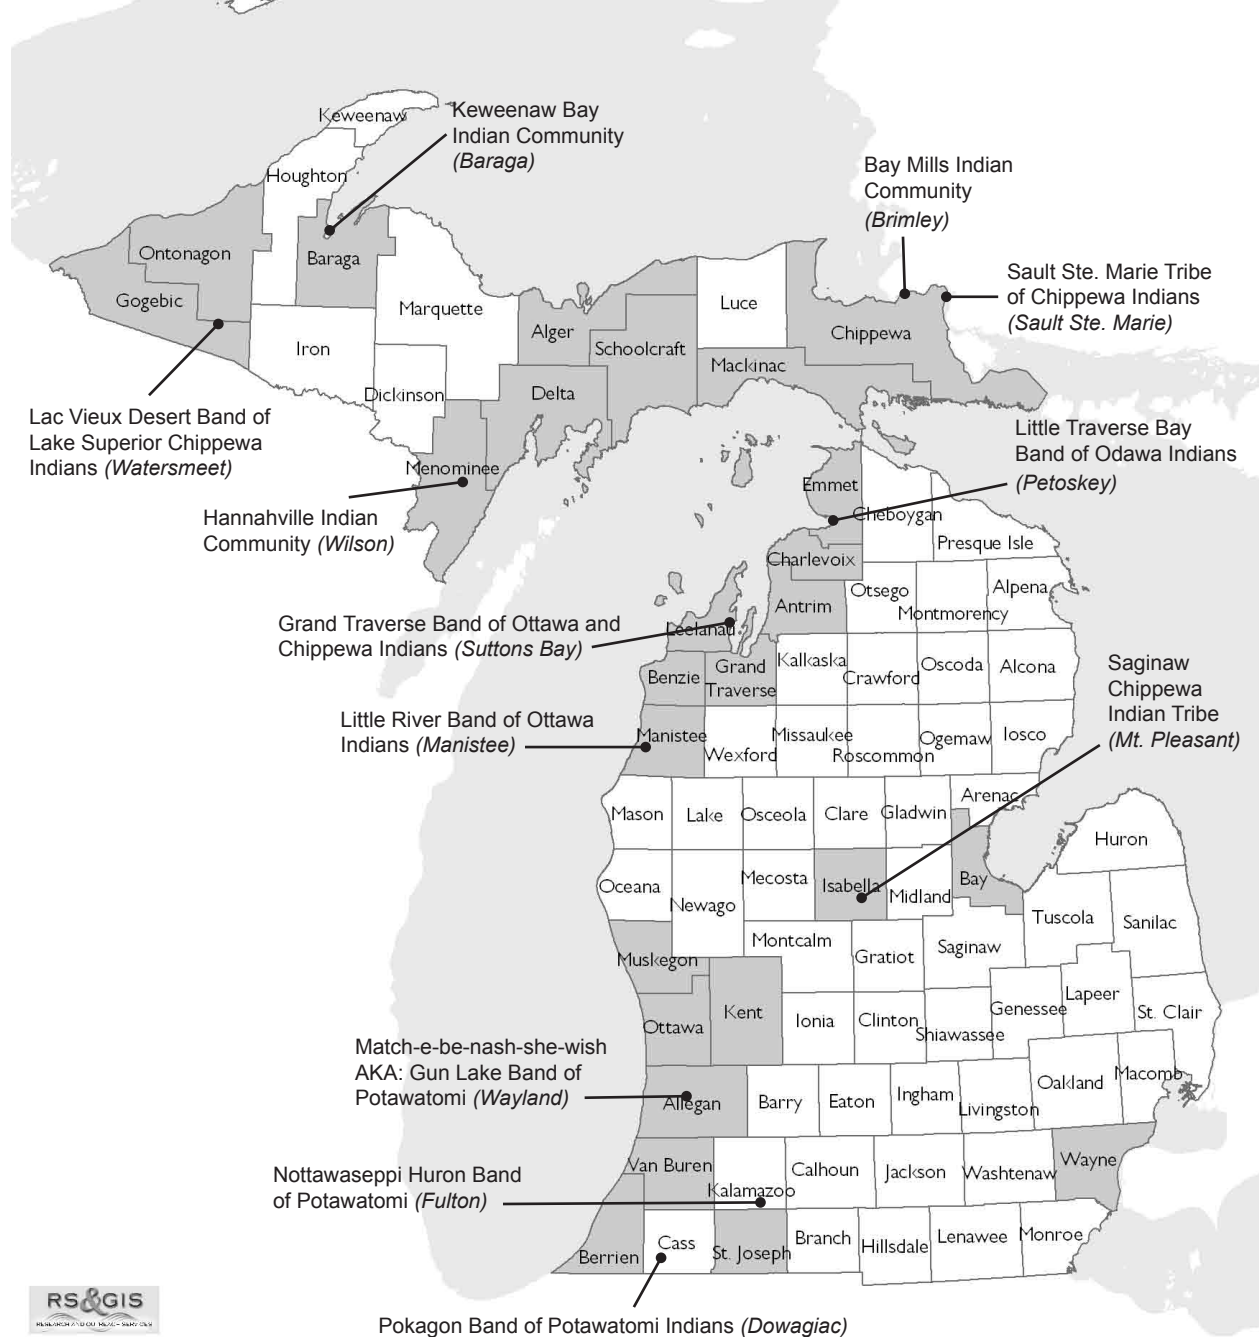 Keweenaw
Keweenaw Bay
Indian Community
(Baraga)
Houghton
Bay Mills Indian
Community
(Brimley)
Ontonagon
Baraga
Gogebic
Marquette
Luce
Sault Ste. Marie Tribe
of Chippewa Indians
(Sault Ste. Marie)
Alger
Schoolcraft
Chippewa
Iron
Mackinac
Dickinson
Delta
Lac Vieux Desert Band of
Lake Superior Chippewa
Indians (Watersmeet)
Menominee
Little Traverse Bay
Band of Odawa Indians
(Petoskey)
Hannahville Indian
Community (Wilson)
Emmet
Cheboygan
Presque Isle
Charlevoix
Otsego
Montmorency
Alpena
Antrim
Grand Traverse Band of Ottawa and
Chippewa Indians (Suttons Bay)
Leelanau
Benzie
Grand
Traverse
Kalkaska
Crawford
Oscoda
Alcona
Saginaw
Chippewa
Indian Tribe
(Mt. Pleasant)
Little River Band of Ottawa
Indians (Manistee)
Manistee
Wexford
Missaukee
Roscommon
Ogemaw
Iosco
Mason
Lake
Osceola
Clare
Gladwin
Arenac
Huron
Oceana
Newago
Mecosta
Isabella
Midland
Bay
Tuscola
Sanilac
Muskegon
Montcalm
Gratiot
Saginaw
Ottawa
Kent
Ionia
Clinton
Shiawassee
Genessee
Lapeer
St. Clair
Match-e-be-nash-she-wish
AKA: Gun Lake Band of
Potawatomi (Wayland)
Allegan
Barry
Eaton
Ingham
Livingston
Oakland
Macomb
Nottawaseppi Huron Band
of Potawatomi (Fulton)
Van Buren
Kalamazoo
Calhoun
Jackson
Washtenaw
Wayne
Berrien
Cass
St. Joseph
Branch
Hillsdale
Lenawee
Monroe
RS&GIS
RESEARCH AND OUTREACH SERVICES
Pokagon Band of Potawatomi Indians (Dowagiac)